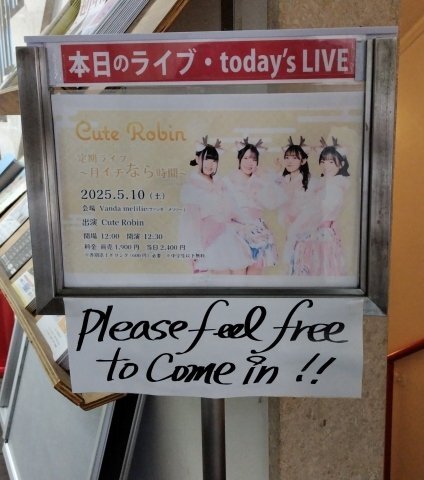 本日のライブ・today's LIVE
Cute Robin
定期ライブ
～月イチなら時間～
2025.5.10 (土)
会場 Vanda mellifie
出演 Cute Robin
開場 12:00 開演 12:30
料金 前売 1,900円 当日 2,400円
Please feel free
to come in !!